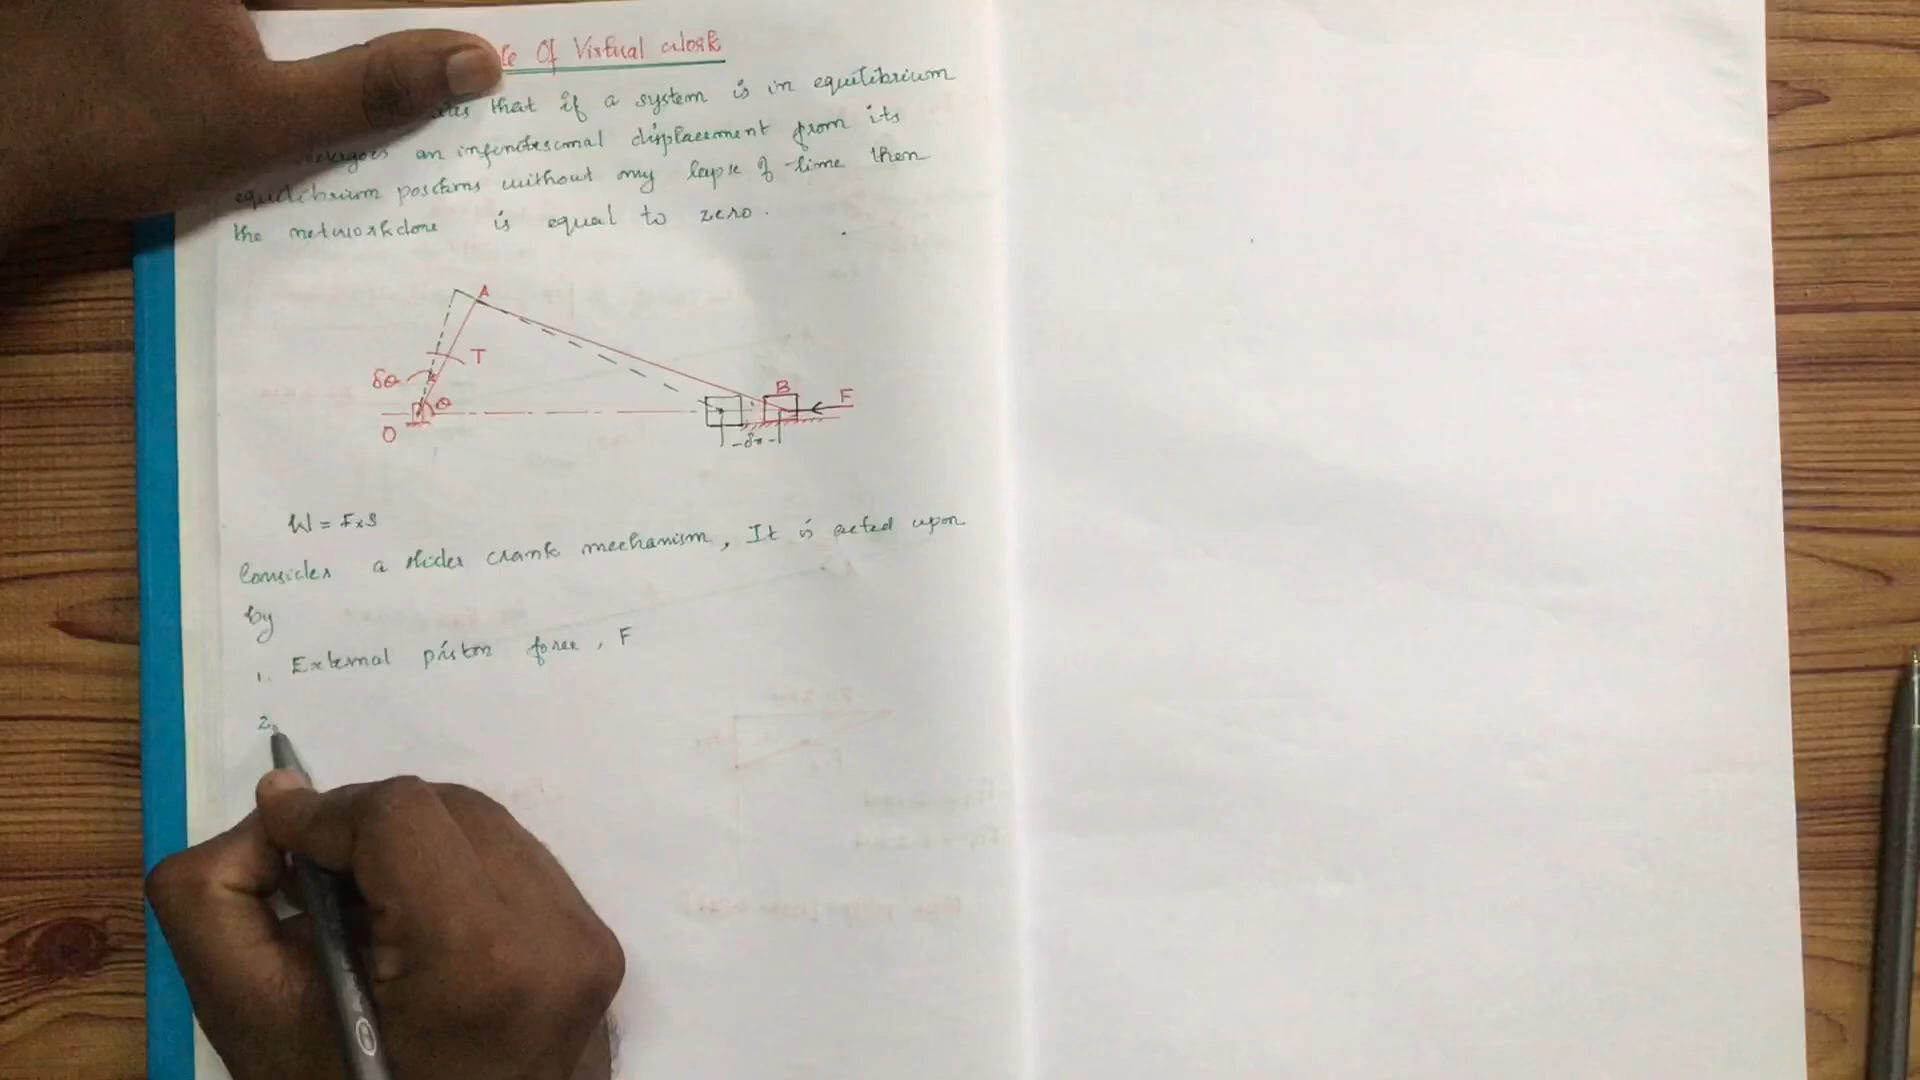 Of Virtual Work
that if a system is in equilibrium
an infinitesimal displacement from its
equilibrium positions without any lapse of time then
the net workdone is equal to zero.
A
T
δθ
θ
O
B
F
δx
W = F×S
Consider a slider crank mechanism, It is acted upon
by
1. External piston force, F
2.